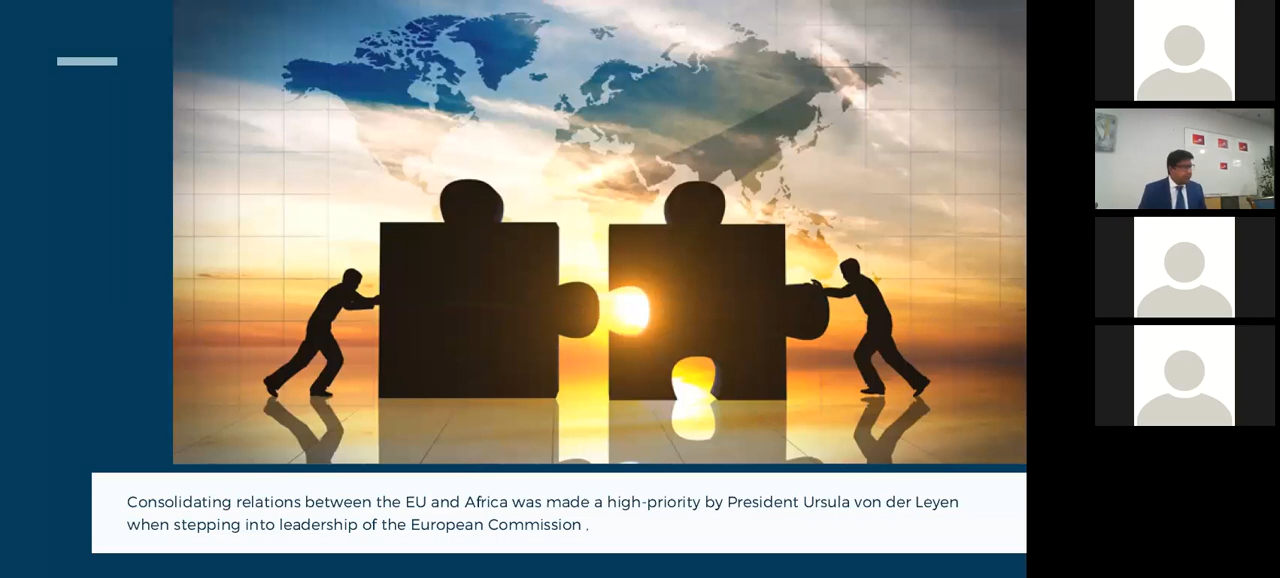 Consolidating relations between the EU and Africa was made a high-priority by President Ursula von der Leyen
when stepping into leadership of the European Commission .